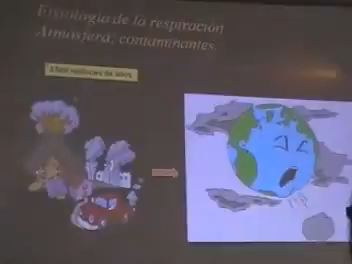 Fisiología de la respiración
Atmósfera, contaminantes.